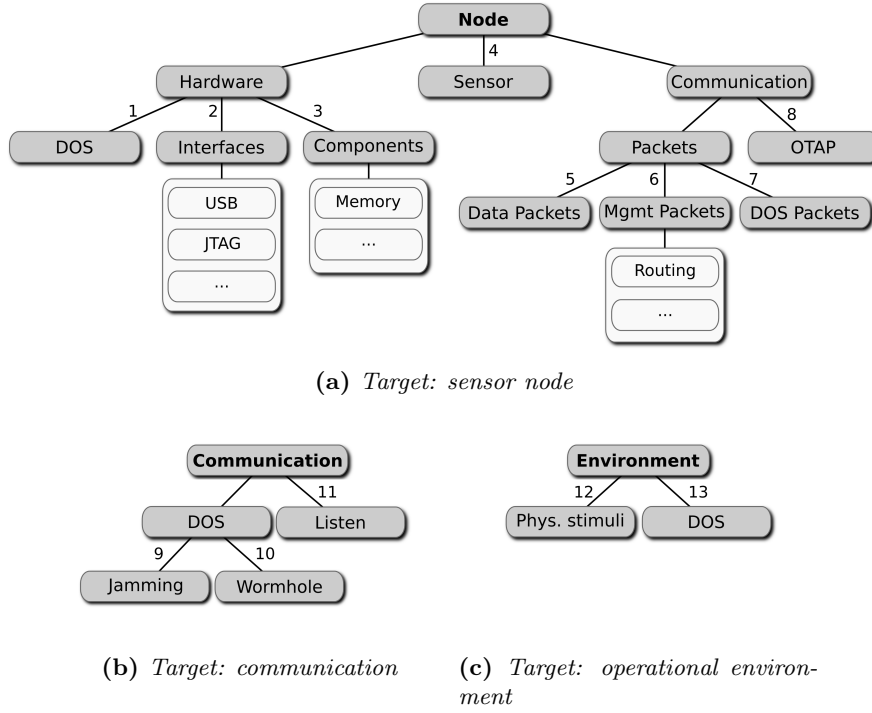 Node
4
Hardware
Sensor
Communication
1
2
3
8
DOS
Interfaces
Components
Packets
OTAP
5
6
7
USB
Memory
Data Packets
Mgmt Packets
DOS Packets
JTAG
...
...
Routing
...
(a) Target: sensor node
Communication
11
DOS
Listen
9
10
Jamming
Wormhole
(b) Target: communication
Environment
12
13
Phys. stimuli
DOS
(c) Target: operational environ-
ment